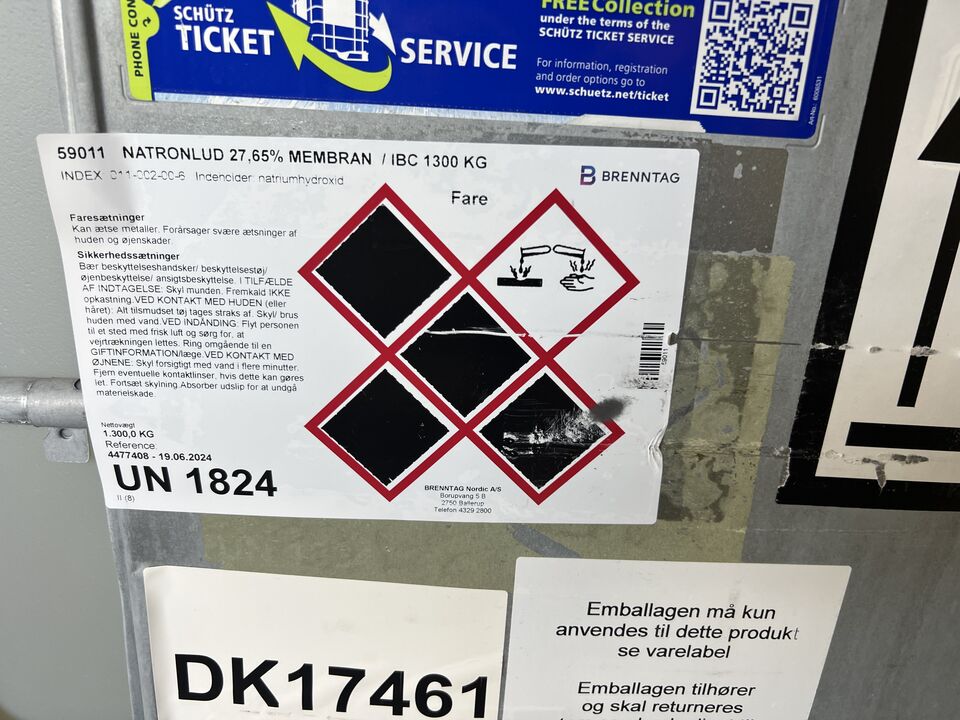 PHONE CON
SCHÜTZ
TICKET
SERVICE
FREE Collection
under the terms of the
SCHÜTZ TICKET SERVICE
For information, registration
and order options go to
www.schuetz.net/ticket
59011 NATRONLUD 27,65% MEMBRAN / IBC 1300 KG
INDEX 011-002-00-6 Indencider: natriumhydroxid
BRENNTAG
Fare
Faresætninger
Kan ætse metaller. Forårsager svære ætsninger af
huden og øjenskader.
Sikkerhedssætninger
Bær beskyttelseshandsker/ beskyttelsestøj/
øjenbeskyttelse/ ansigtsbeskyttelse. I TILFÆLDE
AF INDTAGELSE: Skyl munden. Fremkald IKKE
opkastning.VED KONTAKT MED HUDEN (eller
håret): Alt tilsmudset tøj tages straks af. Skyl/ brus
huden med vand.VED INDÅNDING: Flyt personen
til et sted med frisk luft og sørg for, at
vejrtrækningen lettes. Ring omgående til en
GIFTINFORMATION/læge.VED KONTAKT MED
ØJNENE: Skyl forsigtigt med vand i flere minutter.
Fjern eventuelle kontaktlinser, hvis dette kan gøres
let. Fortsæt skylning.Absorber udslip for at undgå
materielskade.
59011
Nettovægt
1.300,0 KG
Reference:
4477408 - 19.06.2024
UN 1824
II (8)
BRENNTAG Nordic A/S
Borupvang 5 B
2750 Ballerup
Telefon 4329 2800
DK17461
Emballagen må kun
anvendes til dette produkt
se varelabel
Emballagen tilhører
og skal returneres